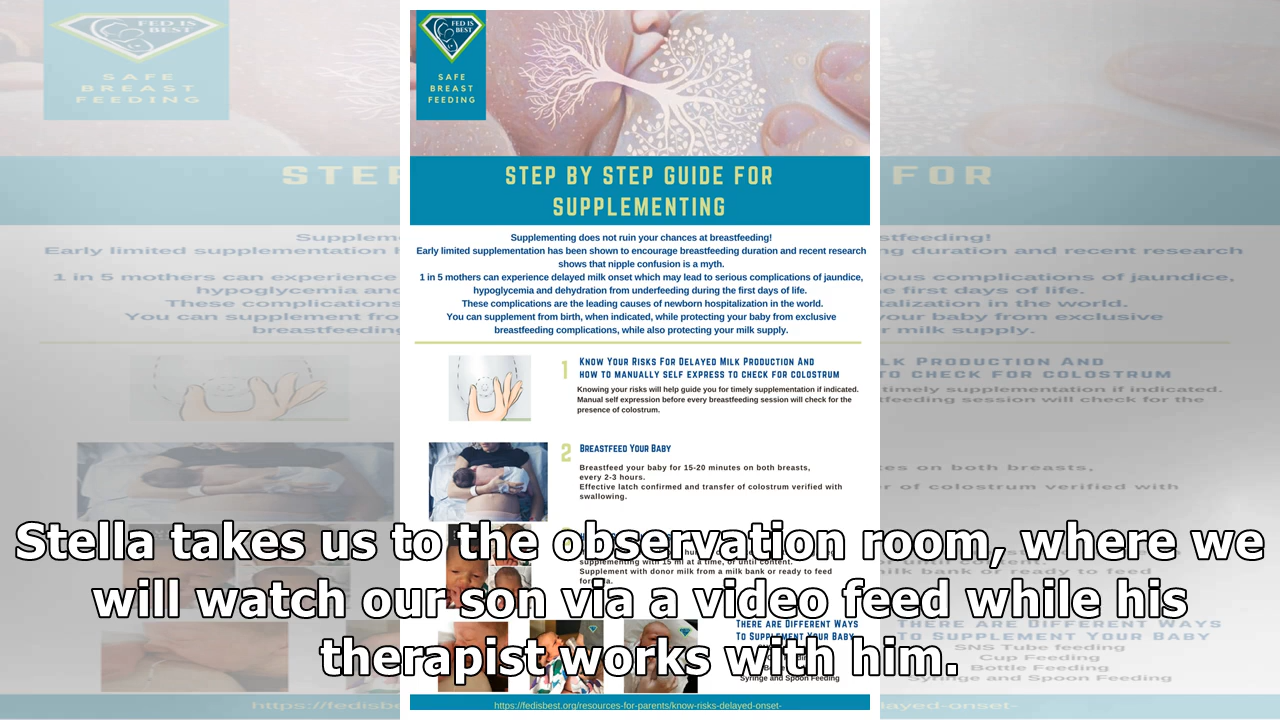 FED IS
BEST
SAFE
BREAST
FEEDING
STEP BY STEP GUIDE FOR
SUPPLEMENTING
Supplementing does not ruin your chances at breastfeeding!
Early limited supplementation has been shown to encourage breastfeeding duration and recent research
shows that nipple confusion is a myth.
1 in 5 mothers can experience delayed milk onset which may lead to serious complications of jaundice,
hypoglycemia and dehydration from underfeeding during the first days of life.
These complications are the leading causes of newborn hospitalization in the world.
You can supplement from birth, when indicated, while protecting your baby from exclusive
breastfeeding complications, while also protecting your milk supply.
1 Know Your Risks For Delayed Milk Production And
how to manually self express to check for colostrum
Knowing your risks will help guide you for timely supplementation if indicated.
Manual self expression before every breastfeeding session will check for the
presence of colostrum.
2 Breastfeed Your Baby
Breastfeed your baby for 15-20 minutes on both breasts,
every 2-3 hours.
Effective latch confirmed and transfer of colostrum verified with
swallowing.
supplementing with 15 ml at a time, or until content.
Supplement with donor milk from a milk bank or ready to feed
Stella takes us to the observation room, where we
will watch our son via a video feed while his
therapist works with him.
There are Different Ways
To Supplement Your Baby
Syringe and Spoon Feeding
https://fedisbest.org/resources-for-parents/know-risks-delayed-onset-